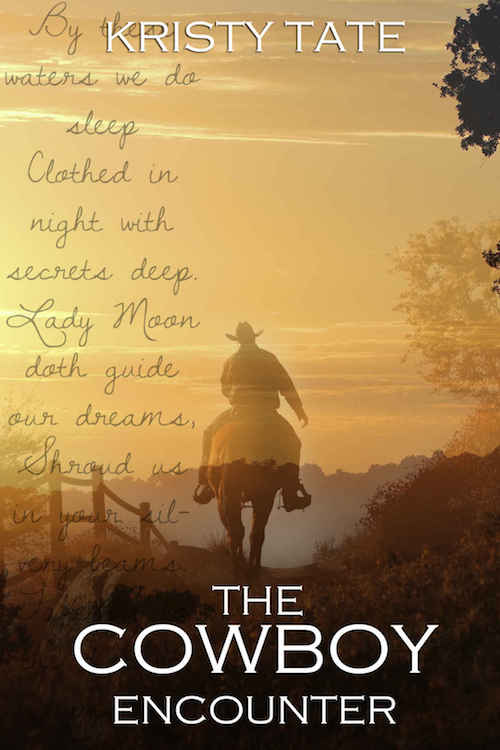 KRISTY TATE
By these
waters we do
sleep
Clothed in
night with
secrets deep.
Lady Moon
doth guide
our dreams,
Shroud us
in your sil-
very beams.
THE
COWBOY
ENCOUNTER